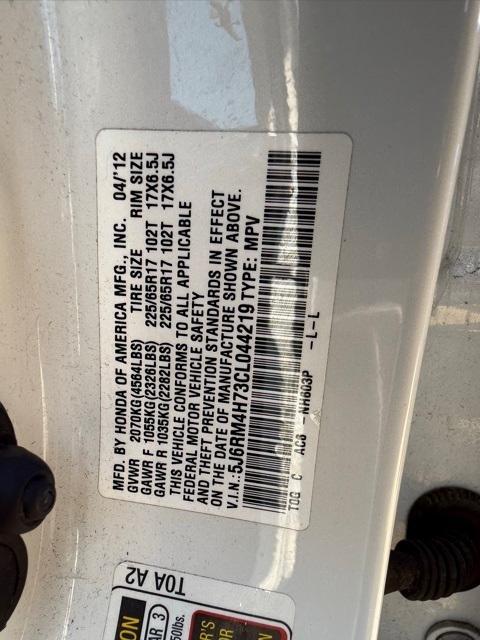 MFD. BY HONDA OF AMERICA MFG., INC. 04/'12
GVWR 2070KG(4564LBS) TIRE SIZE RIM SIZE
GAWR F 1055KG(2326LBS) 225/65R17 102T 17X6.5J
GAWR R 1035KG(2282LBS) 225/65R17 102T 17X6.5J
THIS VEHICLE CONFORMS TO ALL APPLICABLE
FEDERAL MOTOR VEHICLE SAFETY
AND THEFT PREVENTION STANDARDS IN EFFECT
ON THE DATE OF MANUFACTURE SHOWN ABOVE.
V.I.N.:5J6RM4H73CL044219 TYPE: MPV
T0G C AC6 -NH603P -L-L
T0A A2